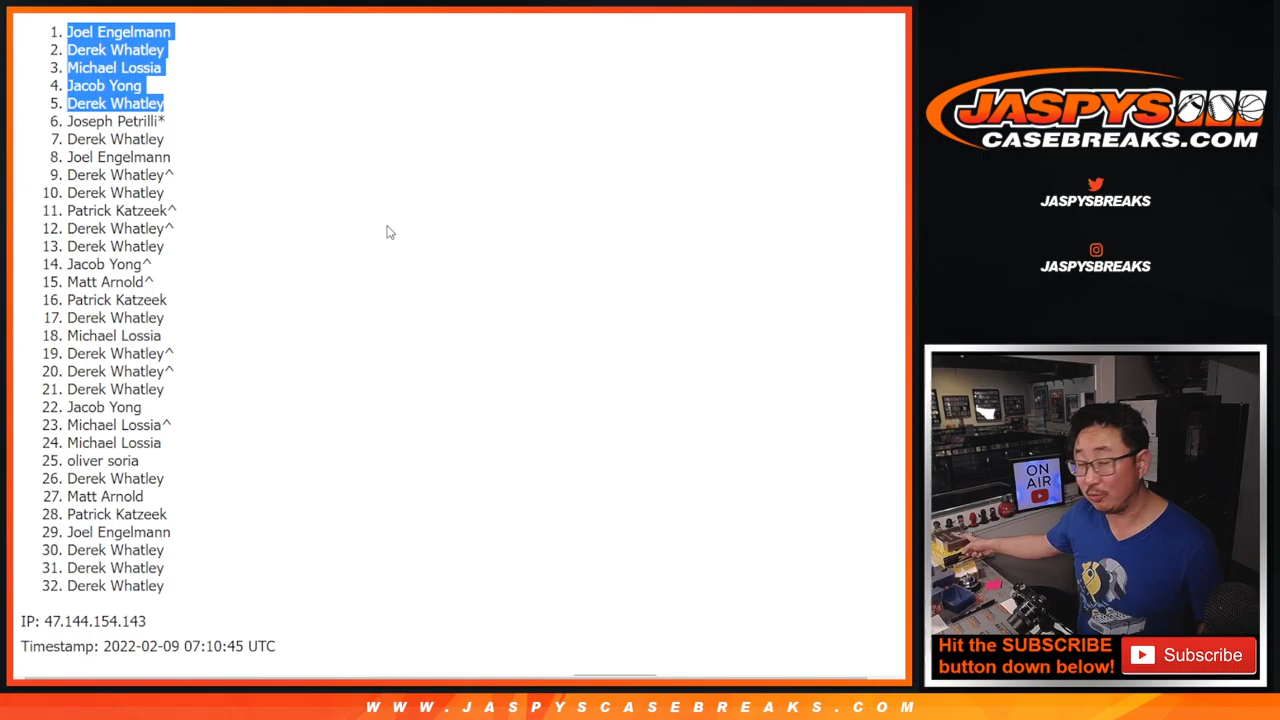 1. Joel Engelmann
2. Derek Whatley
3. Michael Lossia
4. Jacob Yong
5. Derek Whatley
6. Joseph Petrilli*
7. Derek Whatley
8. Joel Engelmann
9. Derek Whatley^
10. Derek Whatley
11. Patrick Katzeek^
12. Derek Whatley^
13. Derek Whatley
14. Jacob Yong^
15. Matt Arnold^
16. Patrick Katzeek
17. Derek Whatley
18. Michael Lossia
19. Derek Whatley^
20. Derek Whatley^
21. Derek Whatley
22. Jacob Yong
23. Michael Lossia^
24. Michael Lossia
25. oliver soria
26. Derek Whatley
27. Matt Arnold
28. Patrick Katzeek
29. Joel Engelmann
30. Derek Whatley
31. Derek Whatley
32. Derek Whatley
IP: 47.144.154.143
Timestamp: 2022-02-09 07:10:45 UTC
JASPYS
CASEBREAKS.COM
JASPYSBREAKS
JASPYSBREAKS
ON
AIR
Hit the SUBSCRIBE
button down below!
Subscribe
WWW.JASPYSCASEBREAKS.COM